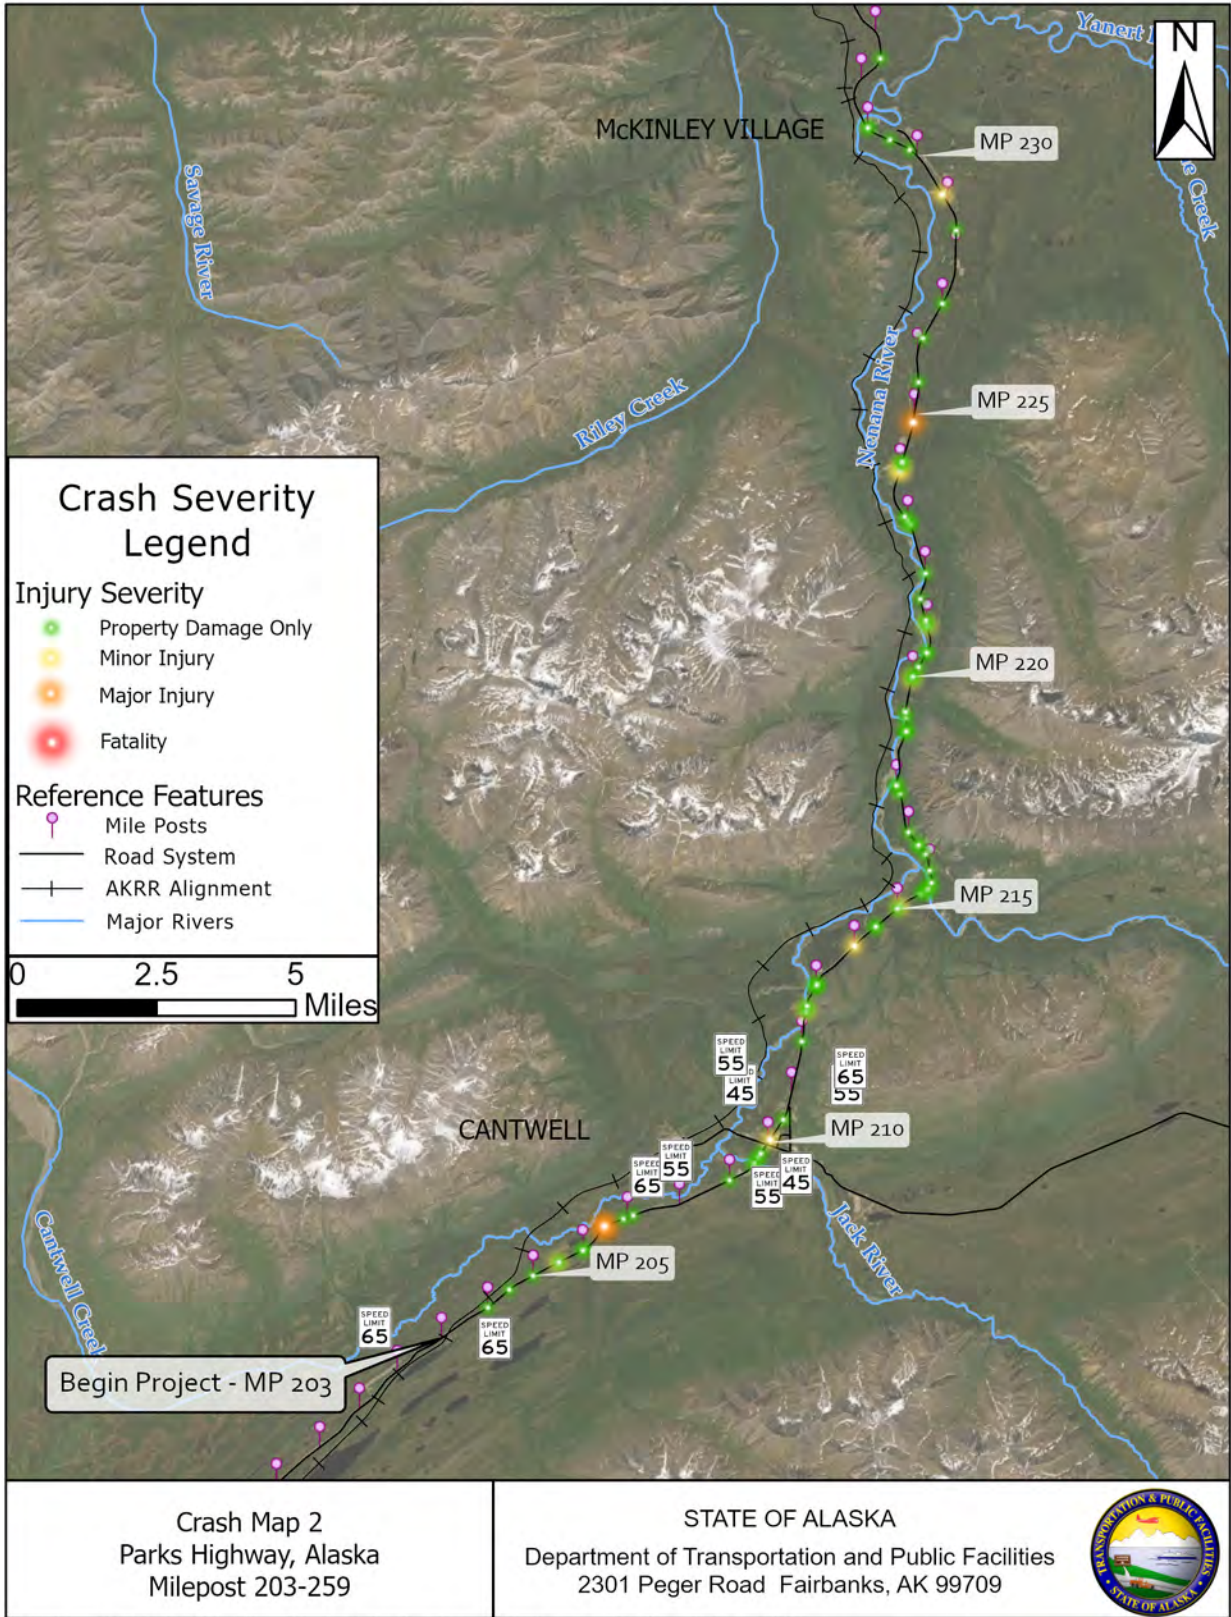 Yanert
N
McKINLEY VILLAGE
MP 230
Savage River
Creek
Nenana River
MP 225
Riley Creek
Crash Severity
Legend
Injury Severity
Property Damage Only
Minor Injury
Major Injury
Fatality
Reference Features
Mile Posts
Road System
AKRR Alignment
Major Rivers
0 2.5 5
Miles
MP 220
MP 215
SPEED
LIMIT
55
LIMIT
45
SPEED
LIMIT
65
55
CANTWELL
MP 210
SPEED
LIMIT
55
SPEED
LIMIT
65
SPEED
LIMIT
55
SPEED
LIMIT
45
Jack River
MP 205
Cantwell Creek
SPEED
LIMIT
65
SPEED
LIMIT
65
Begin Project - MP 203
Crash Map 2
Parks Highway, Alaska
Milepost 203-259
STATE OF ALASKA
Department of Transportation and Public Facilities
2301 Peger Road Fairbanks, AK 99709
TRANSPORTATION & PUBLIC FACILITIES
STATE OF ALASKA